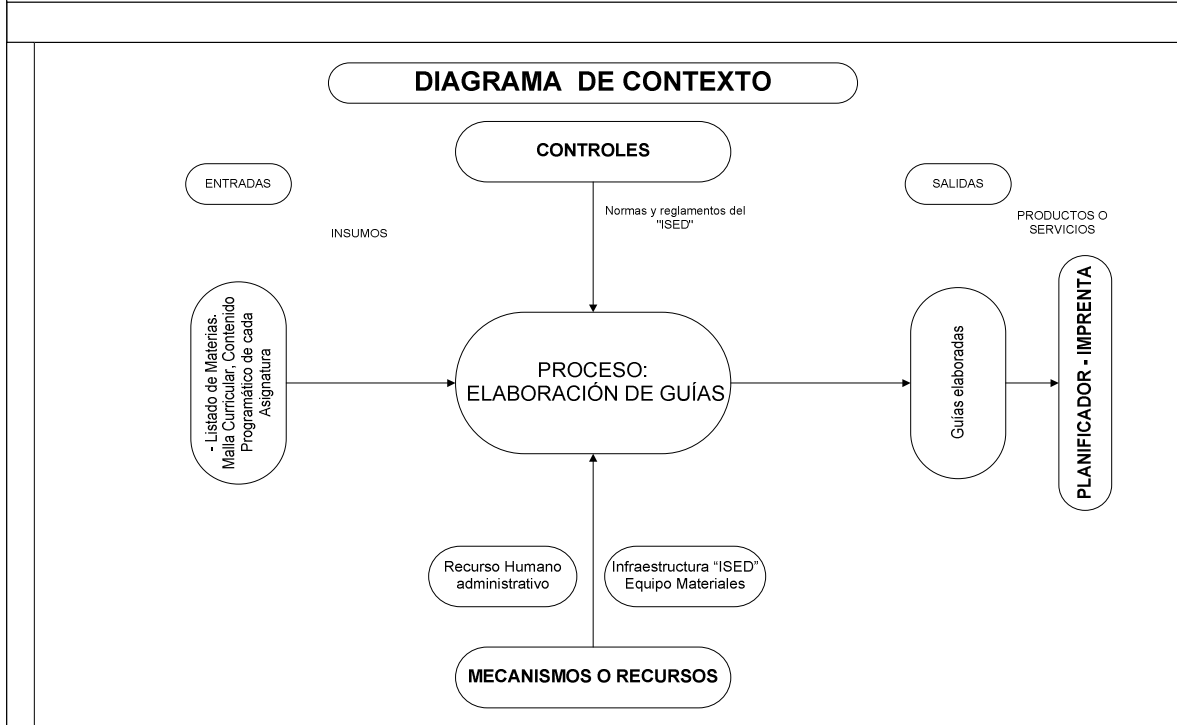 DIAGRAMA DE CONTEXTO
CONTROLES
ENTRADAS
SALIDAS
Normas y reglamentos del
"ISED"
PRODUCTOS O
SERVICIOS
INSUMOS
- Listado de Materias.
Malla Curricular, Contenido
Programático de cada
Asignatura
PROCESO:
ELABORACIÓN DE GUÍAS
Guías elaboradas
PLANIFICADOR - IMPRENTA
Recurso Humano
administrativo
Infraestructura “ISED”
Equipo Materiales
MECANISMOS O RECURSOS